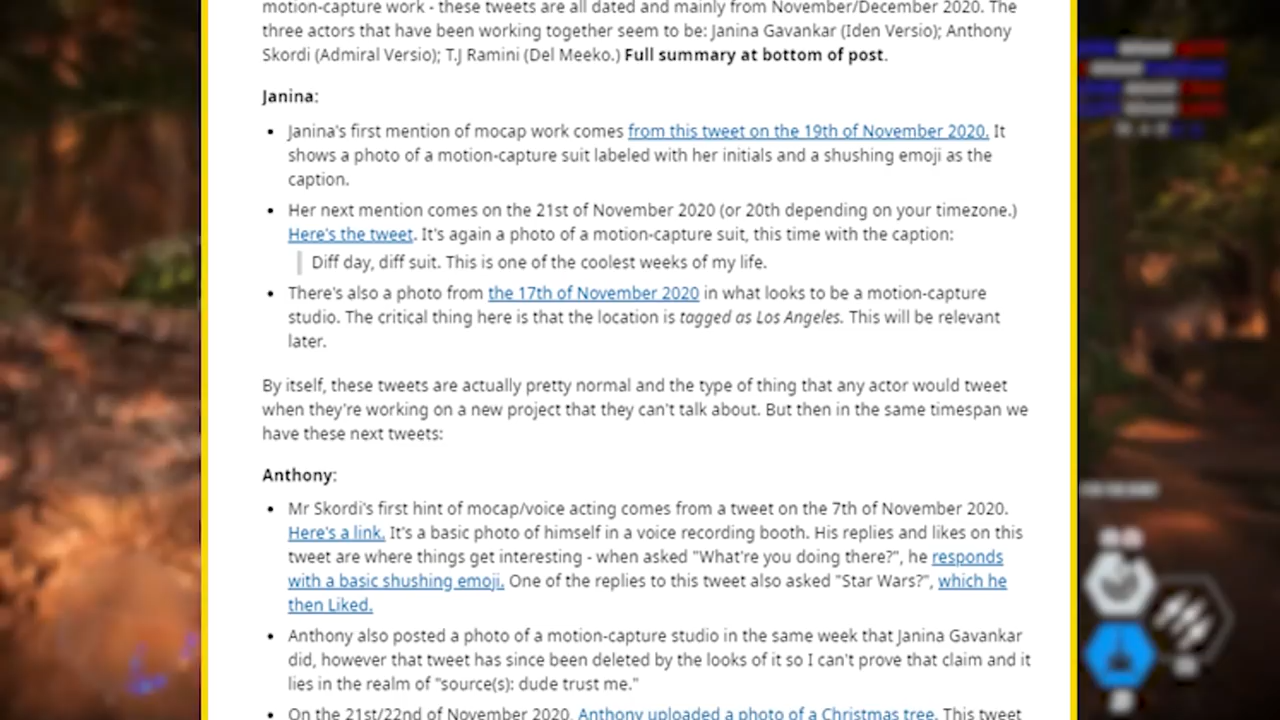 motion-capture work - these tweets are all dated and mainly from November/December 2020. The
three actors that have been working together seem to be: Janina Gavankar (Iden Versio); Anthony
Skordi (Admiral Versio); T.J Ramini (Del Meeko.) Full summary at bottom of post.
Janina:
• Janina's first mention of mocap work comes from this tweet on the 19th of November 2020. It
shows a photo of a motion-capture suit labeled with her initials and a shushing emoji as the
caption.
• Her next mention comes on the 21st of November 2020 (or 20th depending on your timezone.)
Here's the tweet. It's again a photo of a motion-capture suit, this time with the caption:
Diff day, diff suit. This is one of the coolest weeks of my life.
• There's also a photo from the 17th of November 2020 in what looks to be a motion-capture
studio. The critical thing here is that the location is tagged as Los Angeles. This will be relevant
later.
By itself, these tweets are actually pretty normal and the type of thing that any actor would tweet
when they're working on a new project that they can't talk about. But then in the same timespan we
have these next tweets:
Anthony:
• Mr Skordi's first hint of mocap/voice acting comes from a tweet on the 7th of November 2020.
Here's a link. It's a basic photo of himself in a voice recording booth. His replies and likes on this
tweet are where things get interesting - when asked "What're you doing there?", he responds
with a basic shushing emoji. One of the replies to this tweet also asked "Star Wars?", which he
then Liked.
• Anthony also posted a photo of a motion-capture studio in the same week that Janina Gavankar
did, however that tweet has since been deleted by the looks of it so I can't prove that claim and it
lies in the realm of "source(s): dude trust me."
• On the 21st/22nd of November 2020, Anthony uploaded a photo of a Christmas tree. This tweet